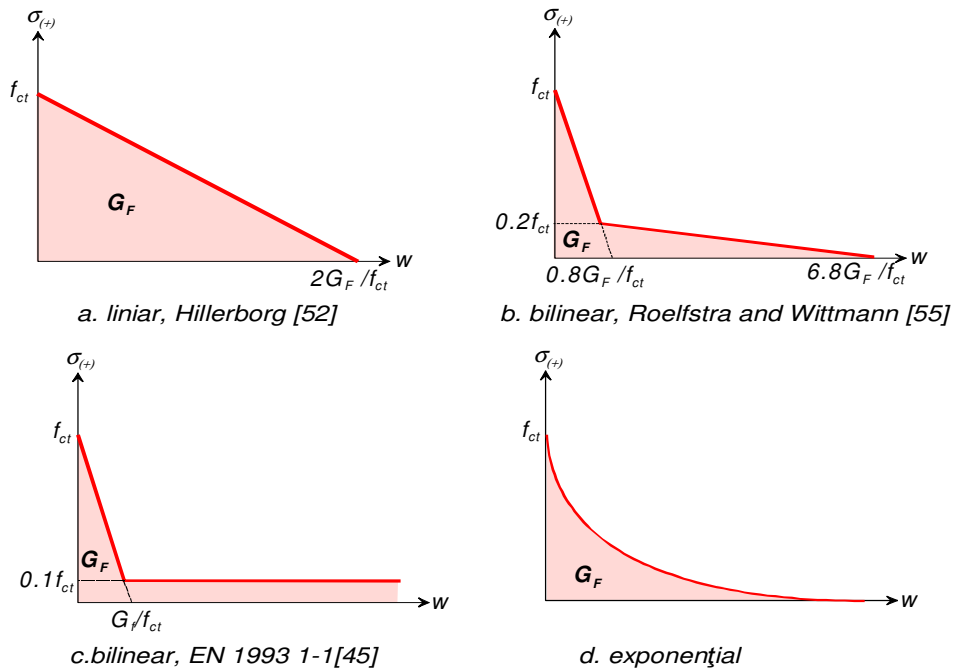 σ(+)
fct
GF
w
2GF/fct
a. liniar, Hillerborg [52]
σ(+)
fct
0.2fct
GF
w
0.8GF/fct
6.8GF/fct
b. bilinear, Roelfstra and Wittmann [55]
σ(+)
fct
GF
0.1fct
w
Gf/fct
c.bilinear, EN 1993 1-1[45]
σ(+)
fct
GF
w
d. exponenţial